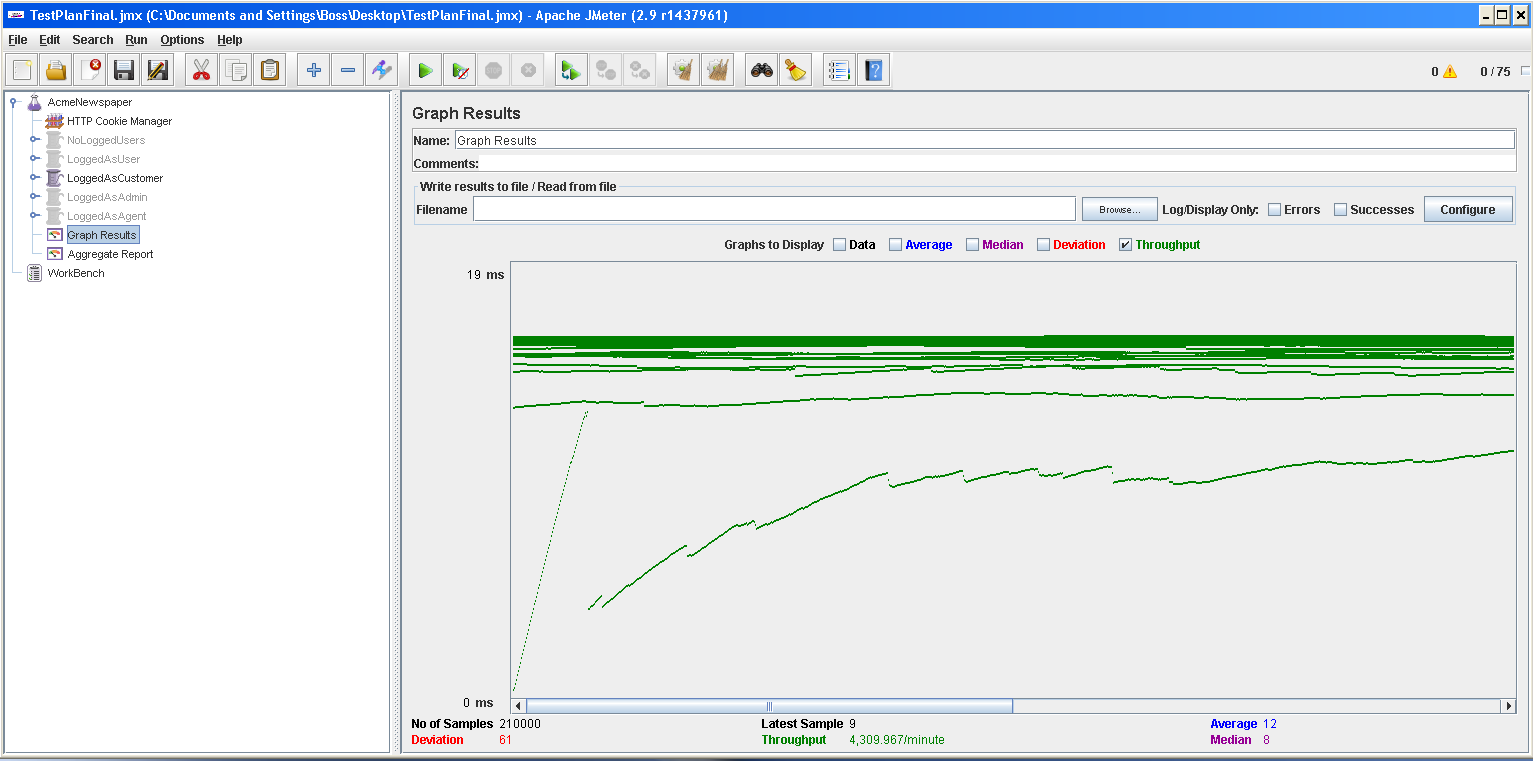 TestPlanFinal.jmx (C:\Documents and Settings\Boss\Desktop\TestPlanFinal.jmx) - Apache JMeter (2.9 r1437961)
File Edit Search Run Options Help
0 0 / 75
AcmeNewspaper
HTTP Cookie Manager
NoLoggedUsers
LoggedAsUser
LoggedAsCustomer
LoggedAsAdmin
LoggedAsAgent
Graph Results
Aggregate Report
WorkBench
Graph Results
Name: Graph Results
Comments:
Write results to file / Read from file
Filename Browse... Log/Display Only: Errors Successes Configure
Graphs to Display Data Average Median Deviation Throughput
19 ms
0 ms
No of Samples 210000 Latest Sample 9 Average 12
Deviation 61 Throughput 4,309.967/minute Median 8